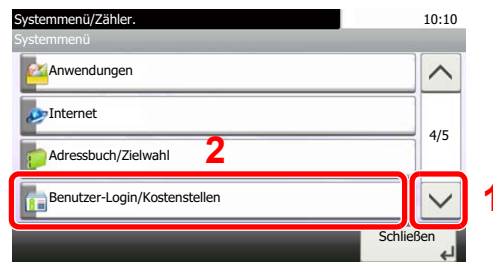 Systemmenü/Zähler. 10:10
Systemmenü
Anwendungen
Internet
4/5
Adressbuch/Zielwahl 2
Benutzer-Login/Kostenstellen 1
Schließen